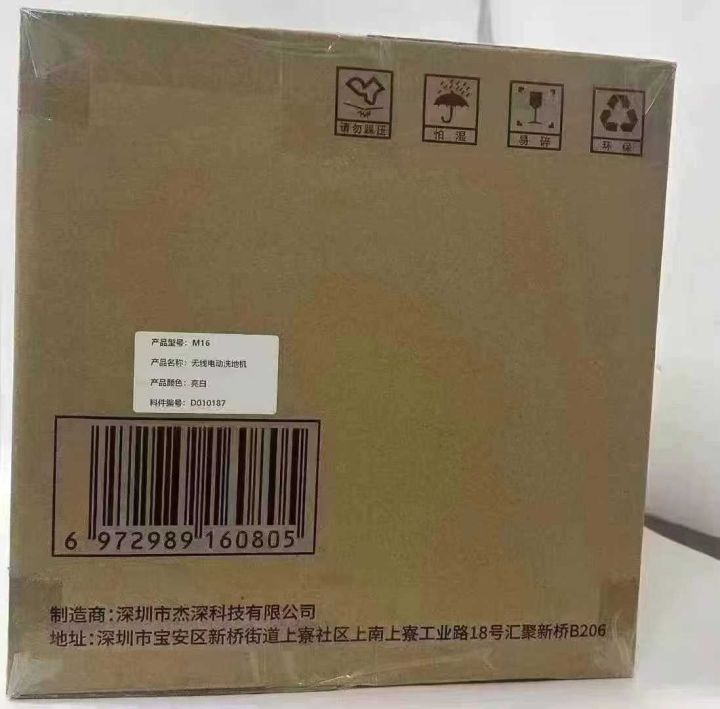 请勿踩压
怕 湿
易 碎
环 保
产品型号：M16
产品名称：无线电动洗地机
产品颜色：亮白
料件编号：D010187
6 972989 160805
制造商：深圳市杰深科技有限公司
地址：深圳市宝安区新桥街道上寮社区上南上寮工业路18号汇聚新桥B206